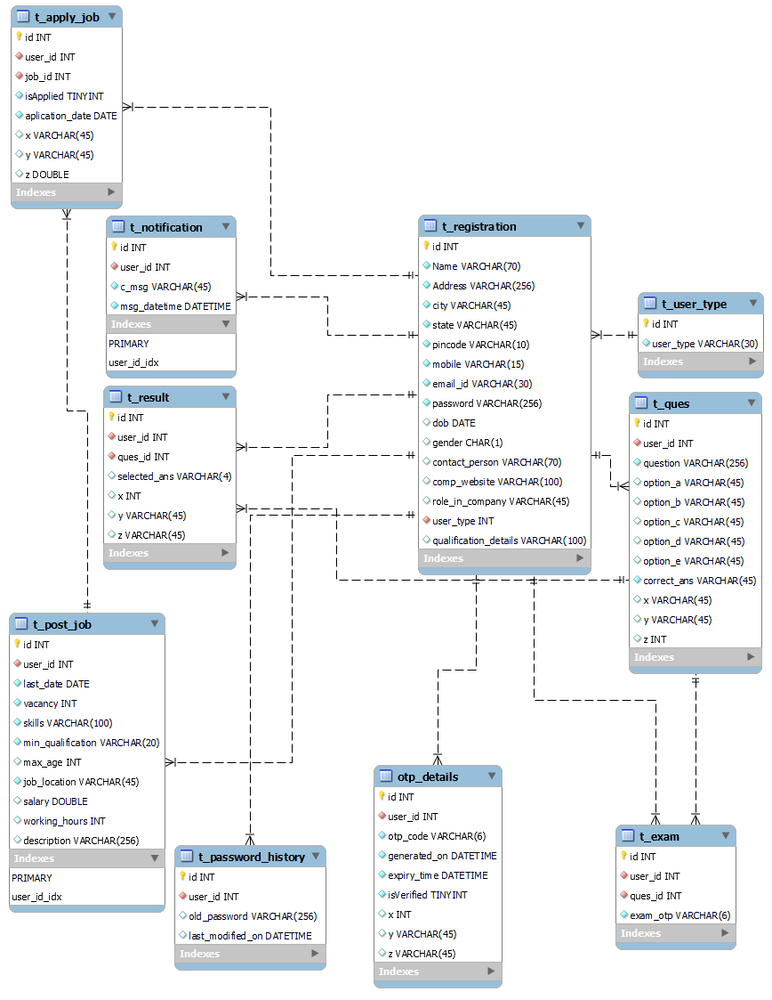 t_apply_job
id INT
user_id INT
job_id INT
isApplied TINYINT
aplication_date DATE
x VARCHAR(45)
y VARCHAR(45)
z DOUBLE
Indexes
t_notification
id INT
user_id INT
c_msg VARCHAR(45)
msg_datetime DATETIME
Indexes
PRIMARY
user_id_idx
t_registration
id INT
Name VARCHAR(70)
Address VARCHAR(256)
city VARCHAR(45)
state VARCHAR(45)
pincode VARCHAR(10)
mobile VARCHAR(15)
email_id VARCHAR(30)
password VARCHAR(256)
dob DATE
gender CHAR(1)
contact_person VARCHAR(70)
comp_website VARCHAR(100)
role_in_company VARCHAR(45)
user_type INT
qualification_details VARCHAR(100)
Indexes
t_user_type
id INT
user_type VARCHAR(30)
Indexes
t_result
id INT
user_id INT
ques_id INT
selected_ans VARCHAR(4)
x INT
y VARCHAR(45)
z VARCHAR(45)
Indexes
t_ques
id INT
user_id INT
question VARCHAR(256)
option_a VARCHAR(45)
option_b VARCHAR(45)
option_c VARCHAR(45)
option_d VARCHAR(45)
option_e VARCHAR(45)
correct_ans VARCHAR(45)
x VARCHAR(45)
y VARCHAR(45)
z INT
Indexes
t_post_job
id INT
user_id INT
last_date DATE
vacancy INT
skills VARCHAR(100)
min_qualification VARCHAR(20)
max_age INT
job_location VARCHAR(45)
salary DOUBLE
working_hours INT
description VARCHAR(256)
Indexes
PRIMARY
user_id_idx
t_password_history
id INT
user_id INT
old_password VARCHAR(256)
last_modified_on DATETIME
Indexes
otp_details
id INT
user_id INT
otp_code VARCHAR(6)
generated_on DATETIME
expiry_time DATETIME
isVerified TINYINT
x INT
y VARCHAR(45)
z VARCHAR(45)
Indexes
t_exam
id INT
user_id INT
ques_id INT
exam_otp VARCHAR(6)
Indexes